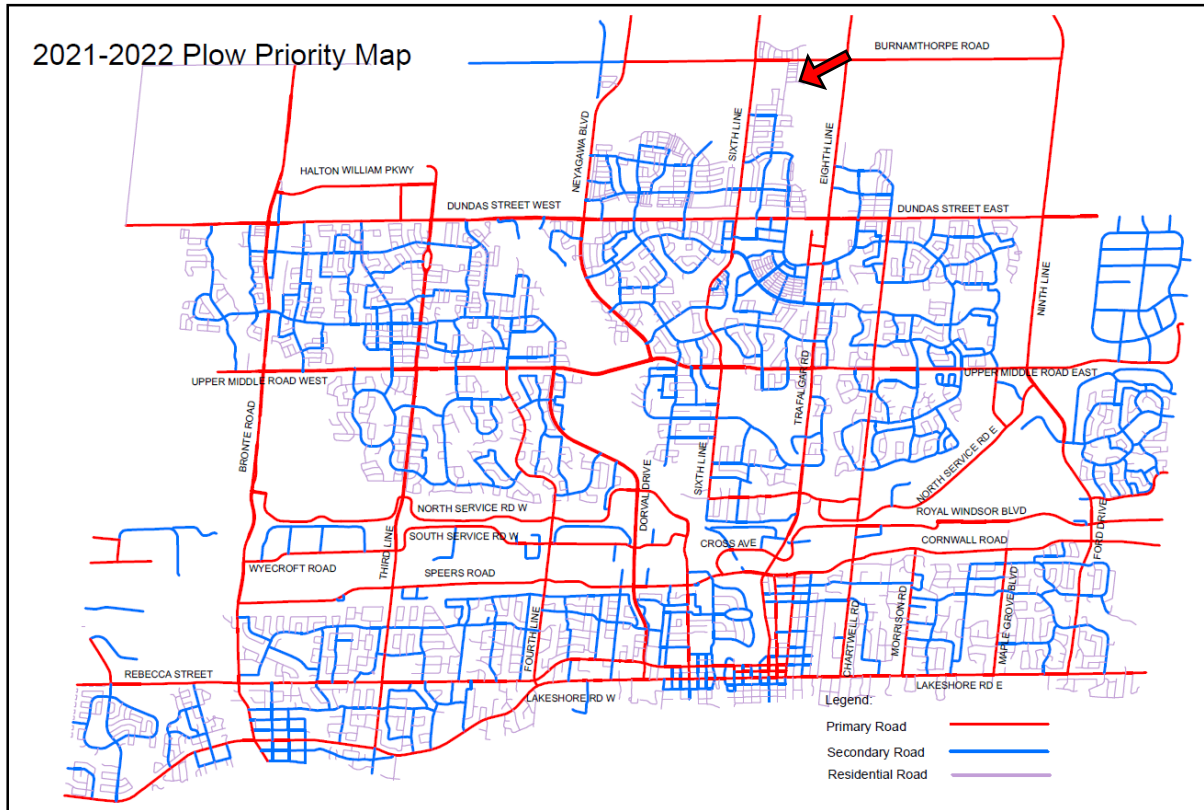 2021-2022 Plow Priority Map
BURNAMTHORPE ROAD
NEYAGAWA BLVD
SIXTH LINE
EIGHTH LINE
HALTON WILLIAM PKWY
DUNDAS STREET WEST
DUNDAS STREET EAST
NINTH LINE
UPPER MIDDLE ROAD WEST
UPPER MIDDLE ROAD EAST
TRAFALGAR RD
BRONTE ROAD
SIXTH LINE
DORVAL DRIVE
NORTH SERVICE RD E
NORTH SERVICE RD W
ROYAL WINDSOR BLVD
SOUTH SERVICE RD W
CROSS AVE
CORNWALL ROAD
FORD DRIVE
THIRD LINE
WYECROFT ROAD
SPEERS ROAD
FOURTH LINE
CHARTWELL RD
MORRISON RD
MAPLE GROVE BLVD
REBECCA STREET
LAKESHORE RD W
LAKESHORE RD E
Legend:
Primary Road
Secondary Road
Residential Road